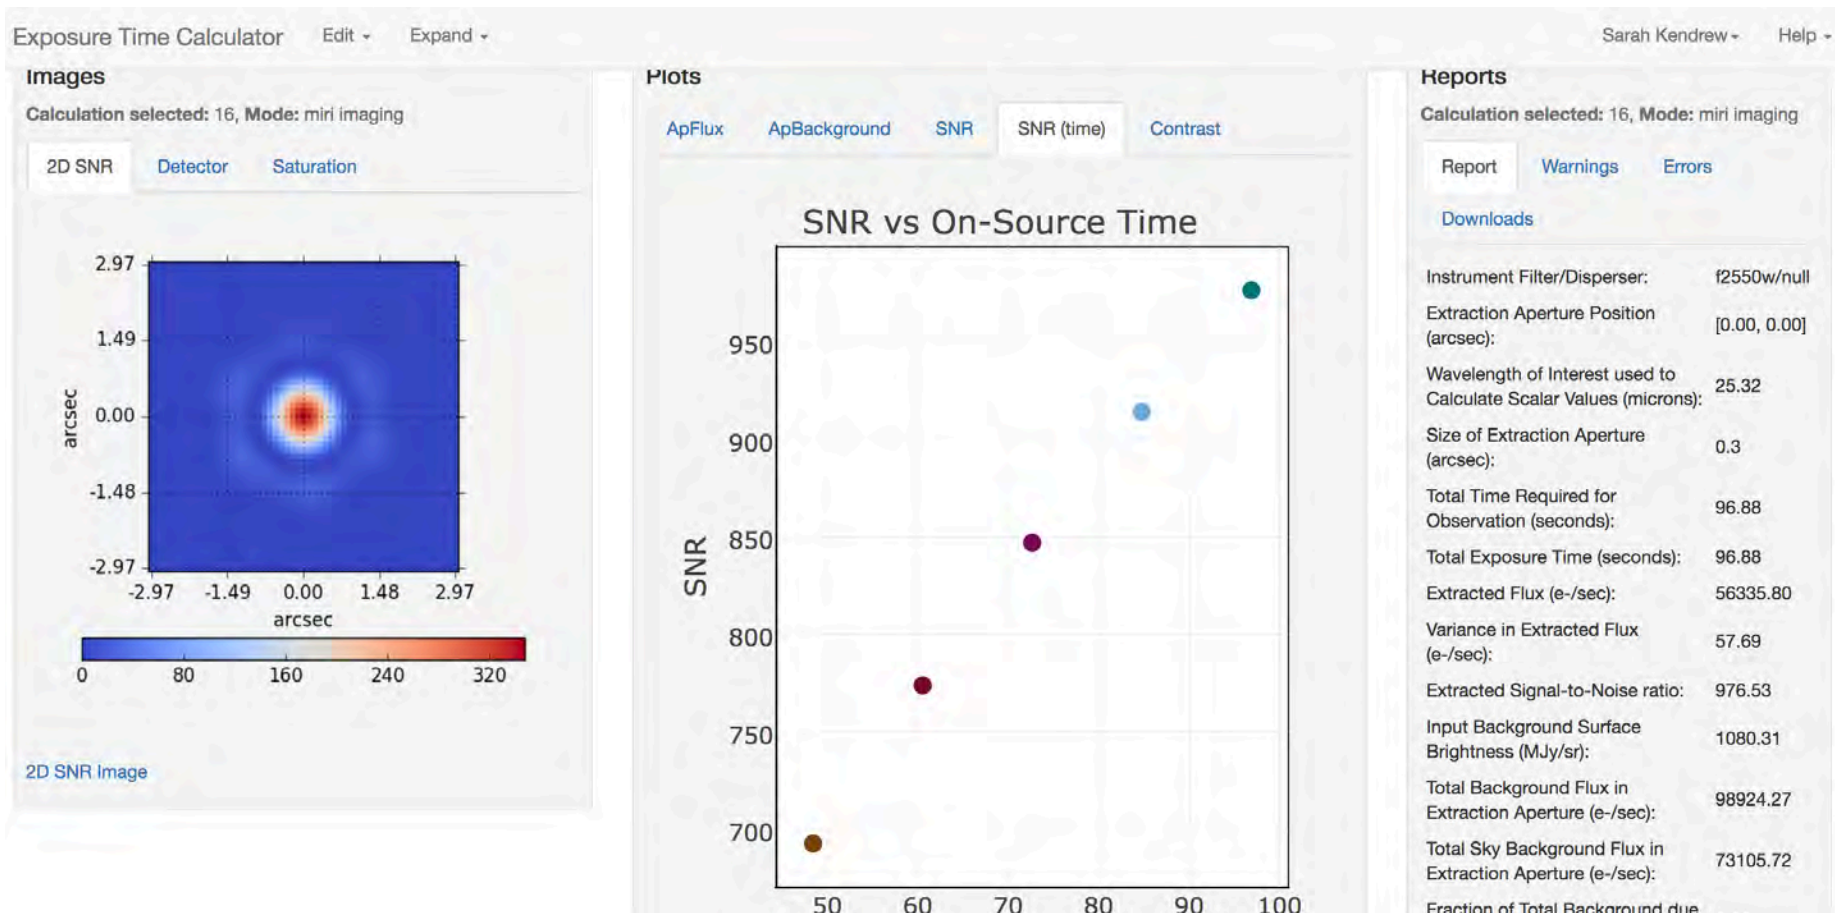 Exposure Time Calculator Edit Expand Sarah Kendrew Help
Images
Calculation selected: 16, Mode: miri imaging
2D SNR Detector Saturation
2.97
1.49
0.00
-1.48
-2.97
arcsec
-2.97 -1.49 0.00 1.48 2.97
arcsec
0 80 160 240 320
2D SNR Image
Plots
ApFlux ApBackground SNR SNR (time) Contrast
SNR vs On-Source Time
950
900
850
800
750
700
SNR
50 60 70 80 90 100
Reports
Calculation selected: 16, Mode: miri imaging
Report Warnings Errors
Downloads
Instrument Filter/Disperser: f2550w/null
Extraction Aperture Position
(arcsec): [0.00, 0.00]
Wavelength of Interest used to
Calculate Scalar Values (microns): 25.32
Size of Extraction Aperture
(arcsec): 0.3
Total Time Required for
Observation (seconds): 96.88
Total Exposure Time (seconds): 96.88
Extracted Flux (e-/sec): 56335.80
Variance in Extracted Flux
(e-/sec): 57.69
Extracted Signal-to-Noise ratio: 976.53
Input Background Surface
Brightness (MJy/sr): 1080.31
Total Background Flux in
Extraction Aperture (e-/sec): 98924.27
Total Sky Background Flux in
Extraction Aperture (e-/sec): 73105.72
Fraction of Total Background due